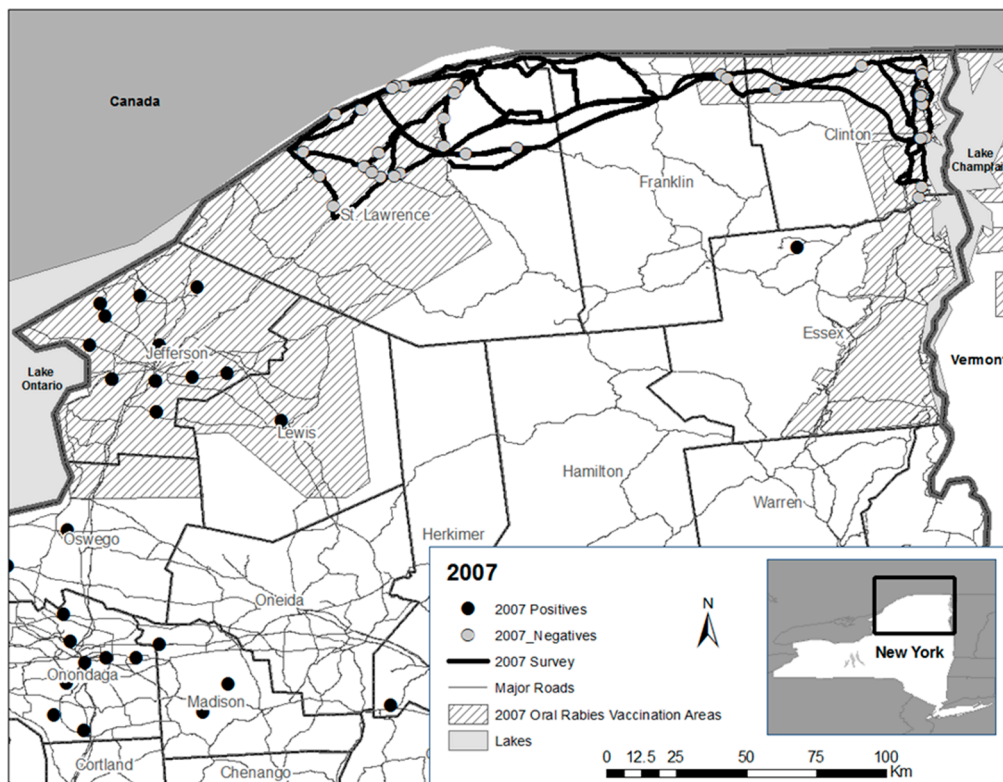 Canada
Clinton
Lake
Champlai
Franklin
St. Lawrence
Essex
Jefferson
Lake
Ontario
Vermont
Lewis
Hamilton
Warren
Herkimer
Oswego
Oneida
Onondaga
Madison
Cortland
Chenango
2007
2007 Positives
2007_Negatives
2007 Survey
Major Roads
2007 Oral Rabies Vaccination Areas
Lakes
N
New York
0 12.5 25 50 75 100
Km